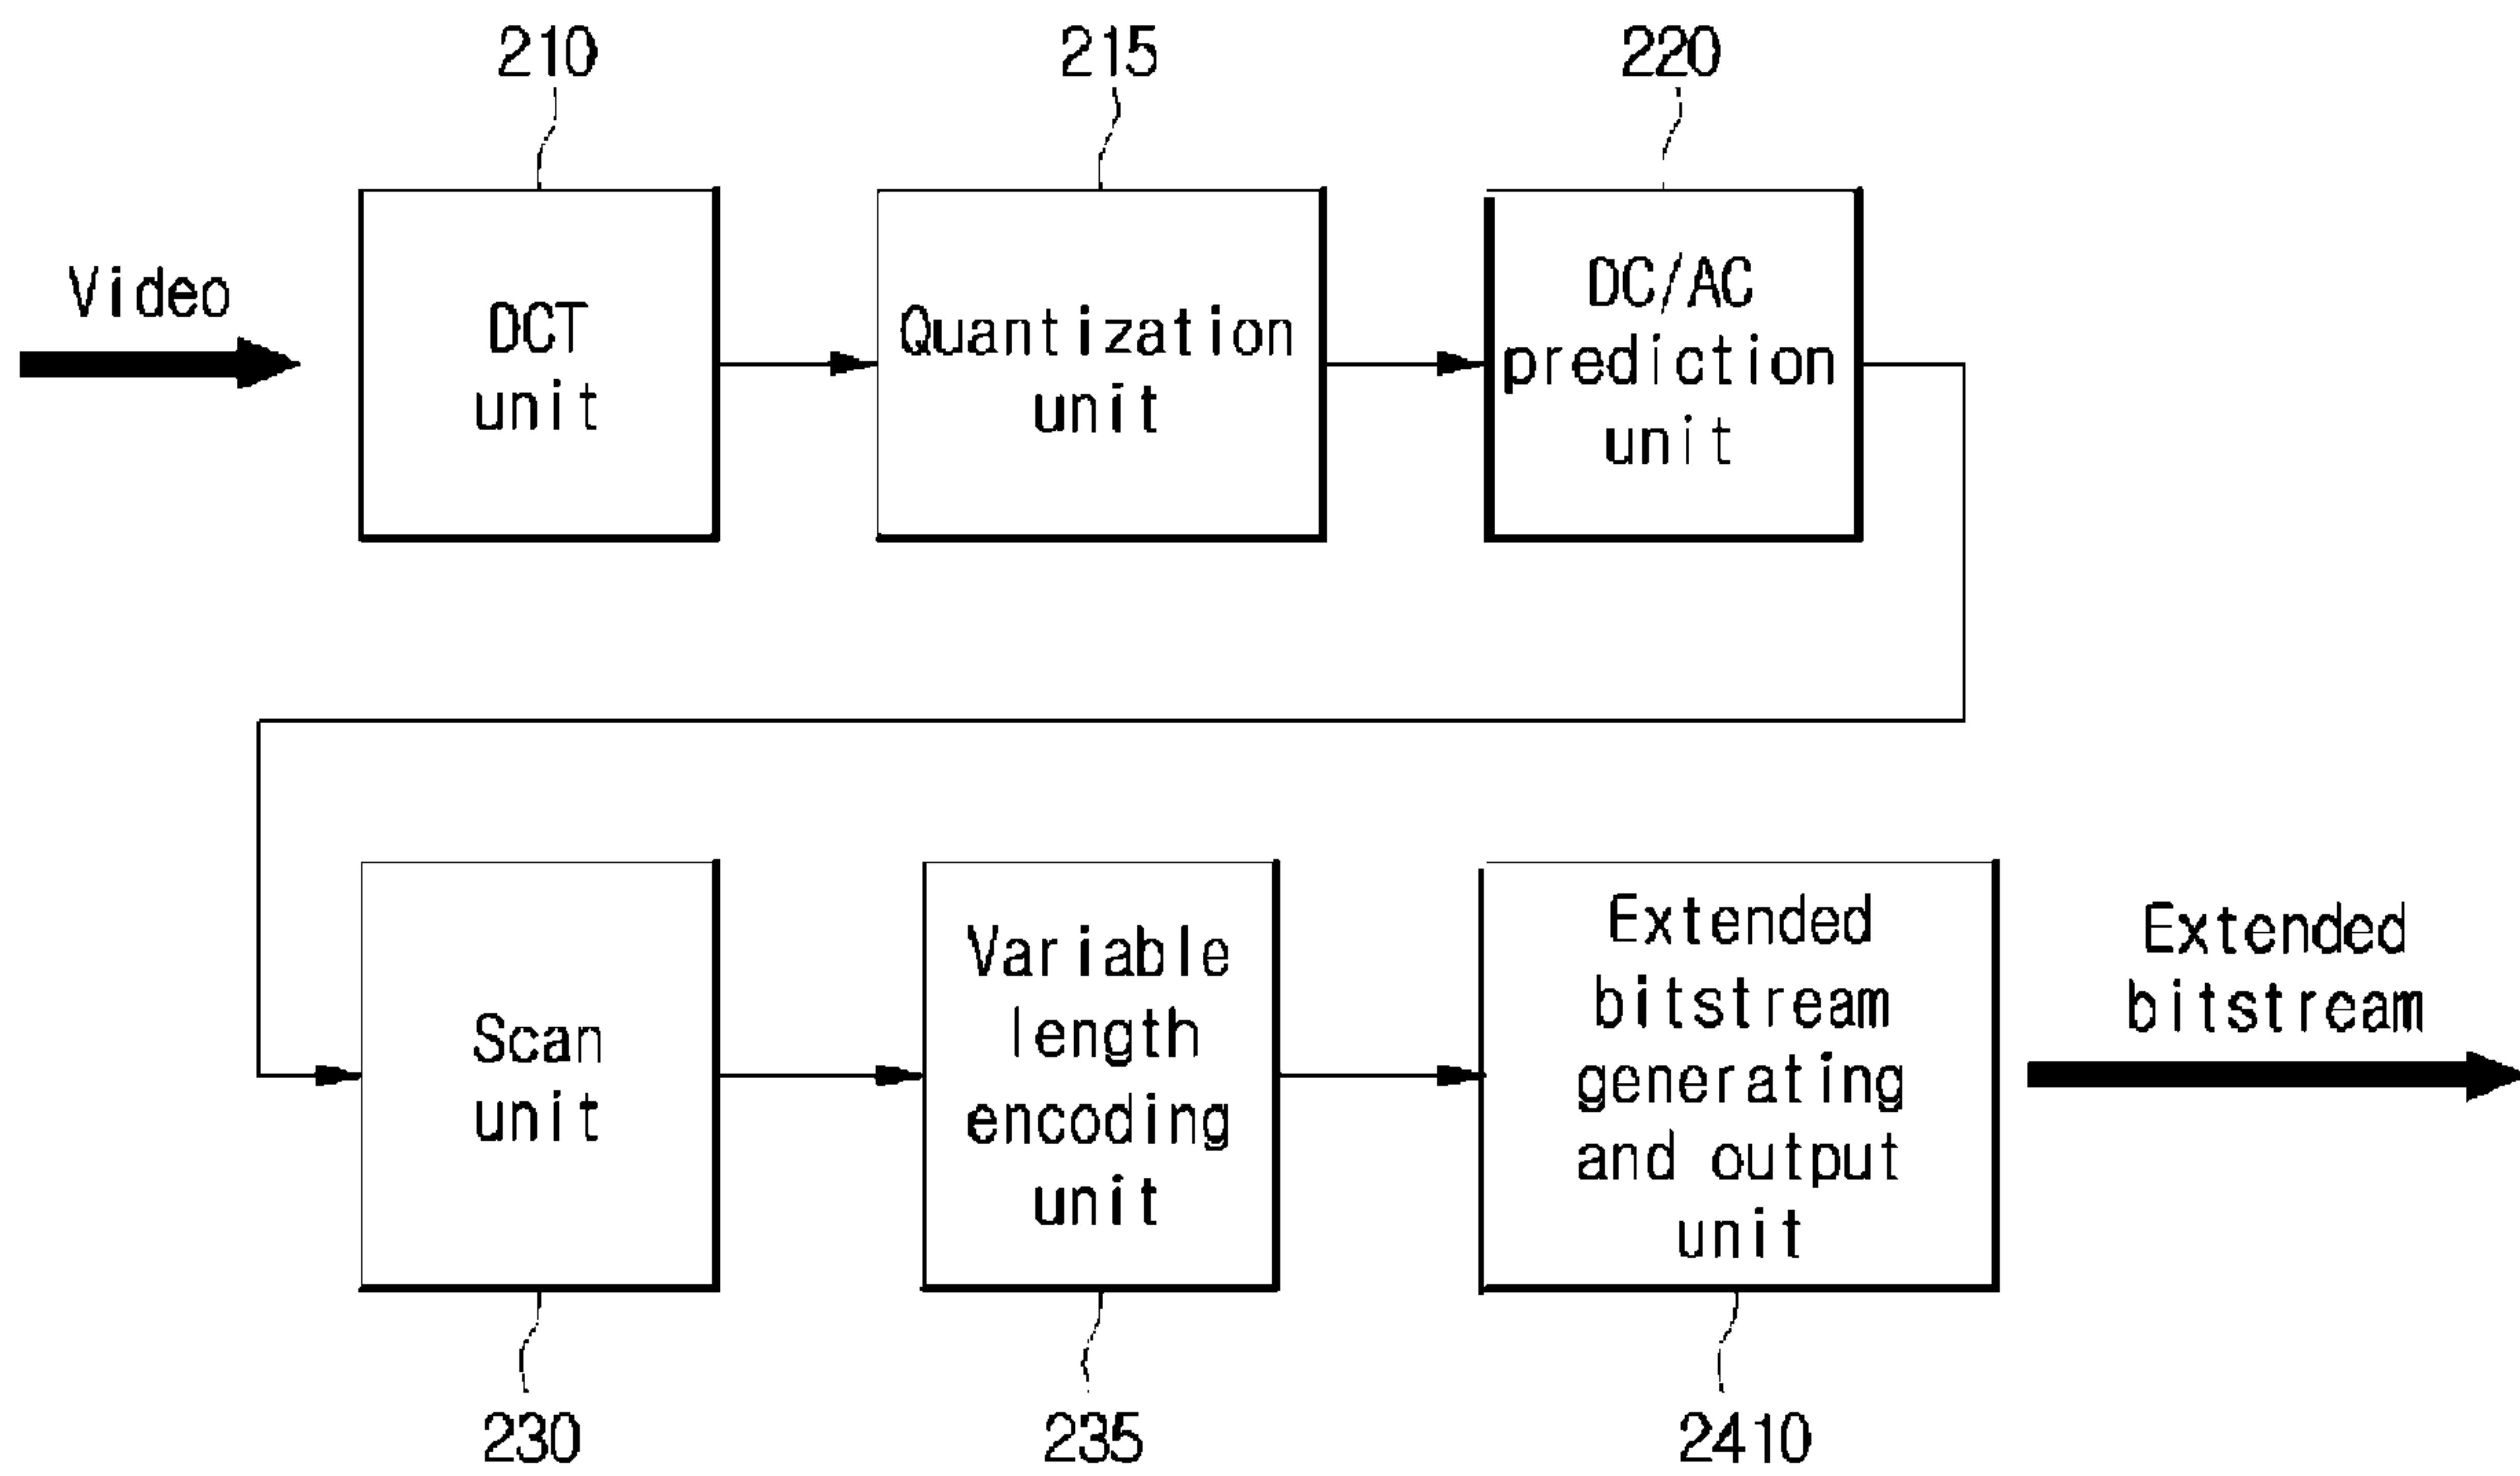 210
215
220
Video
DCT
unit
Quantization
unit
DC/AC
prediction
unit
Scan
unit
Variable
length
encoding
unit
Extended
bitstream
generating
and output
unit
Extended
bitstream
230
235
2410